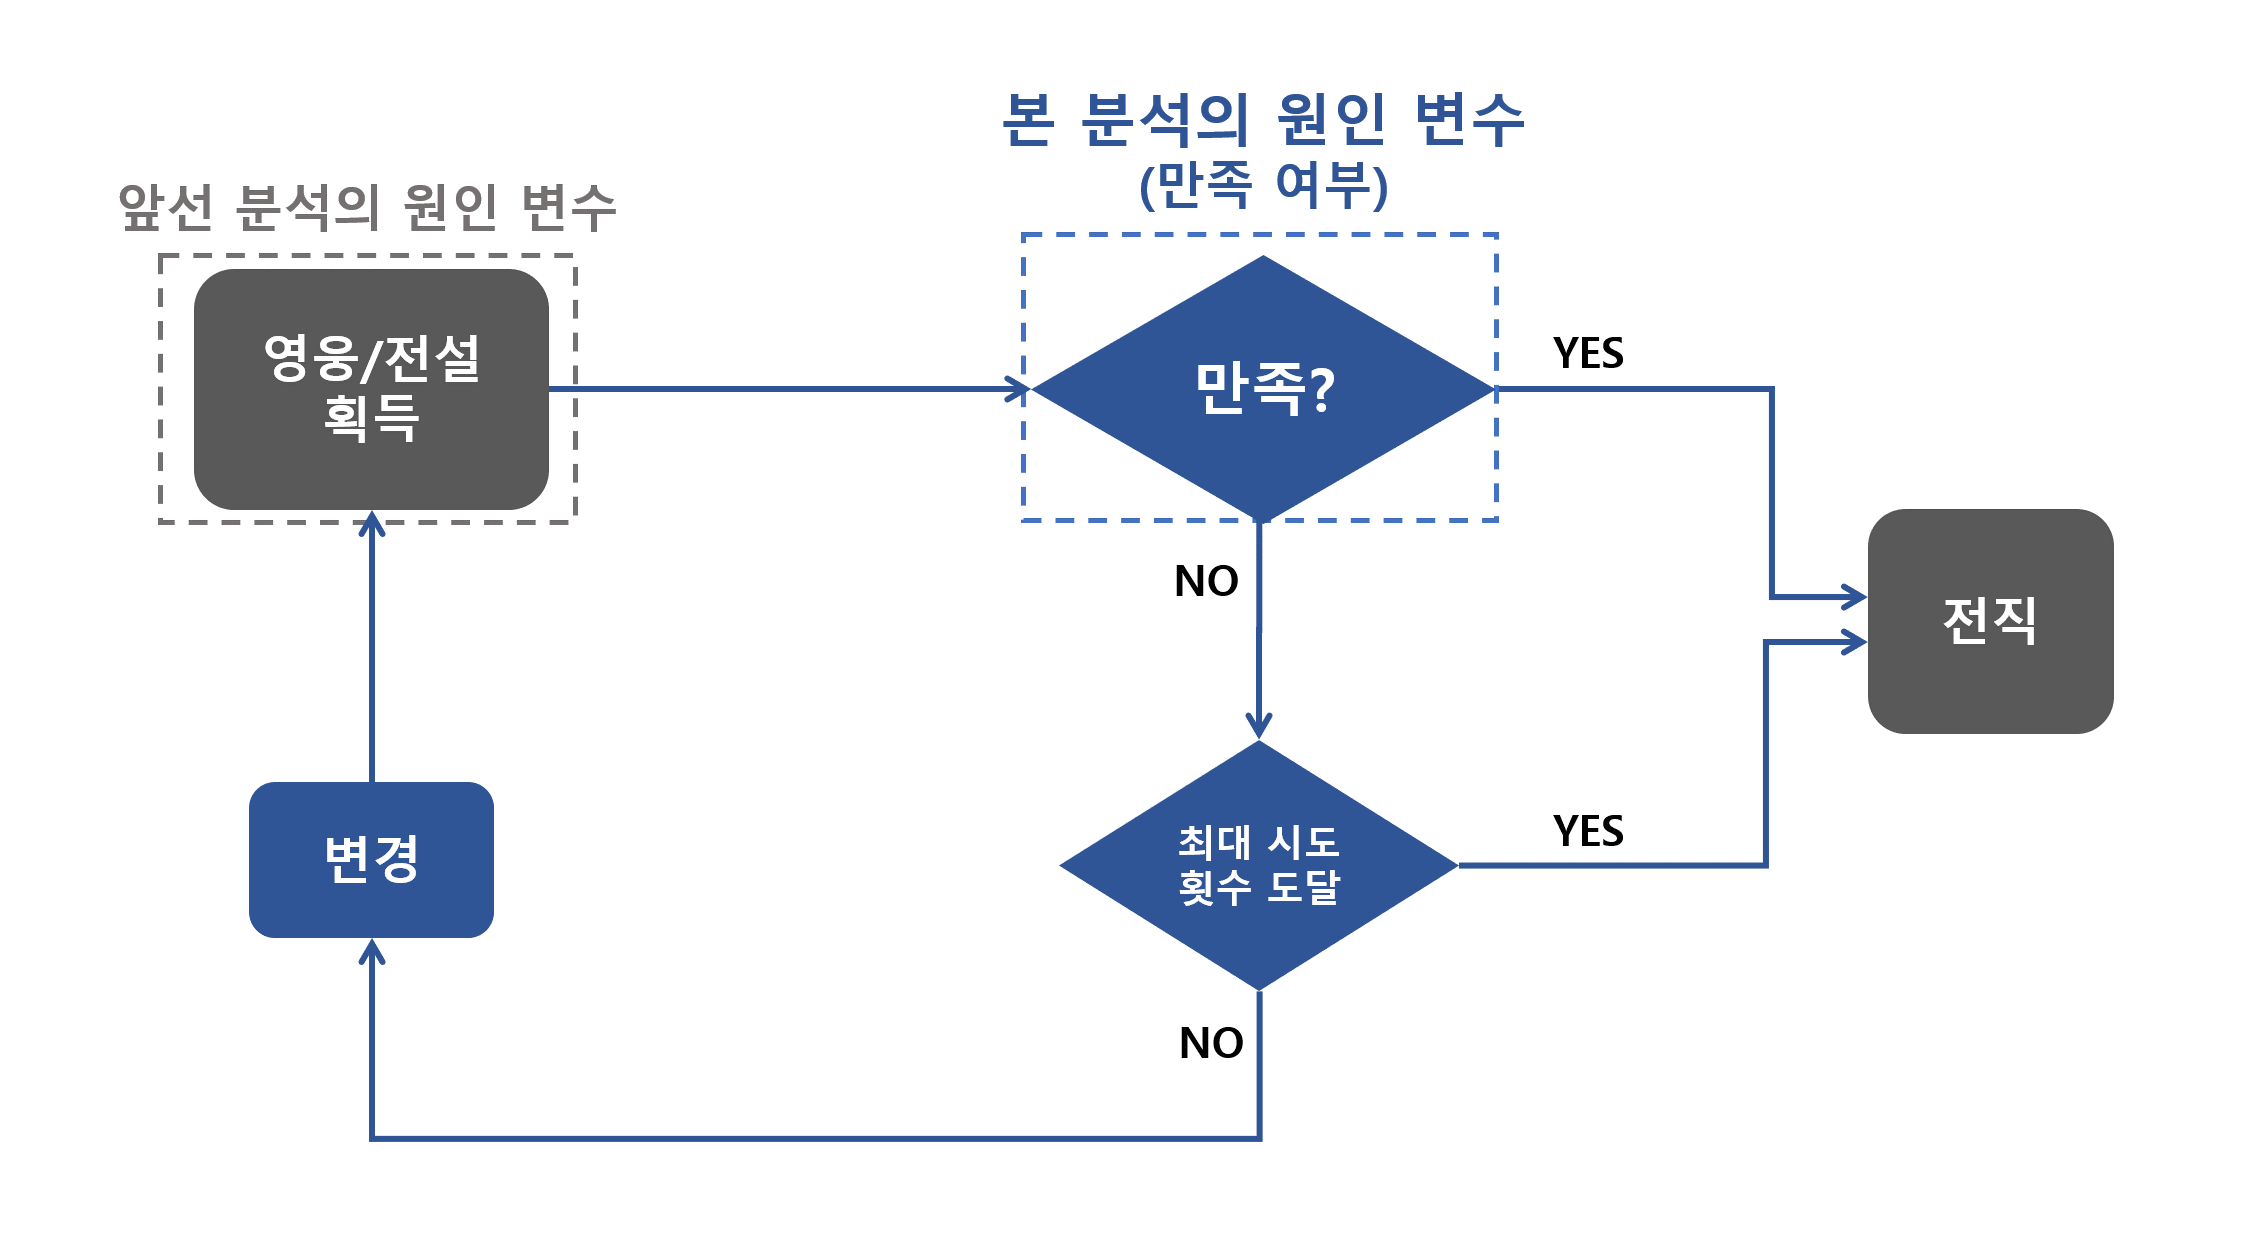 본 분석의 원인 변수
(만족 여부)
앞선 분석의 원인 변수
영웅/전설
획득
만족?
YES
NO
전직
변경
최대 시도
횟수 도달
YES
NO